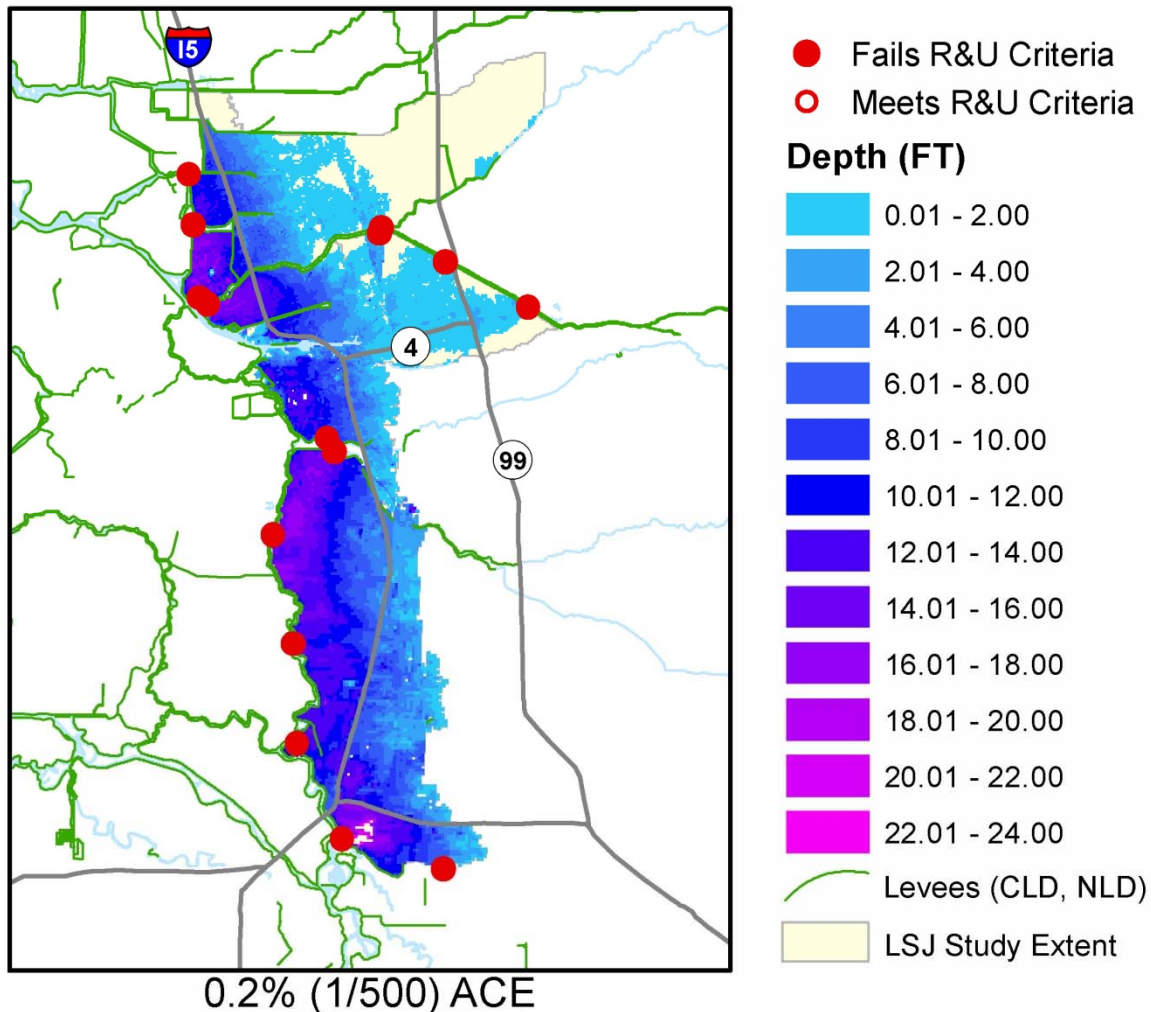 15
4
99
0.2% (1/500) ACE
Fails R&U Criteria
Meets R&U Criteria
Depth (FT)
0.01 - 2.00
2.01 - 4.00
4.01 - 6.00
6.01 - 8.00
8.01 - 10.00
10.01 - 12.00
12.01 - 14.00
14.01 - 16.00
16.01 - 18.00
18.01 - 20.00
20.01 - 22.00
22.01 - 24.00
Levees (CLD, NLD)
LSJ Study Extent